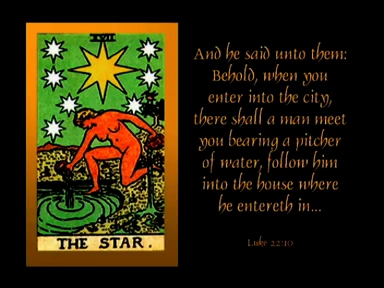 XVII
THE STAR.
And he said unto them:
Behold, when you
enter into the city,
there shall a man meet
you bearing a pitcher
of water, follow him
into the house where
he entereth in...
Luke 22:10